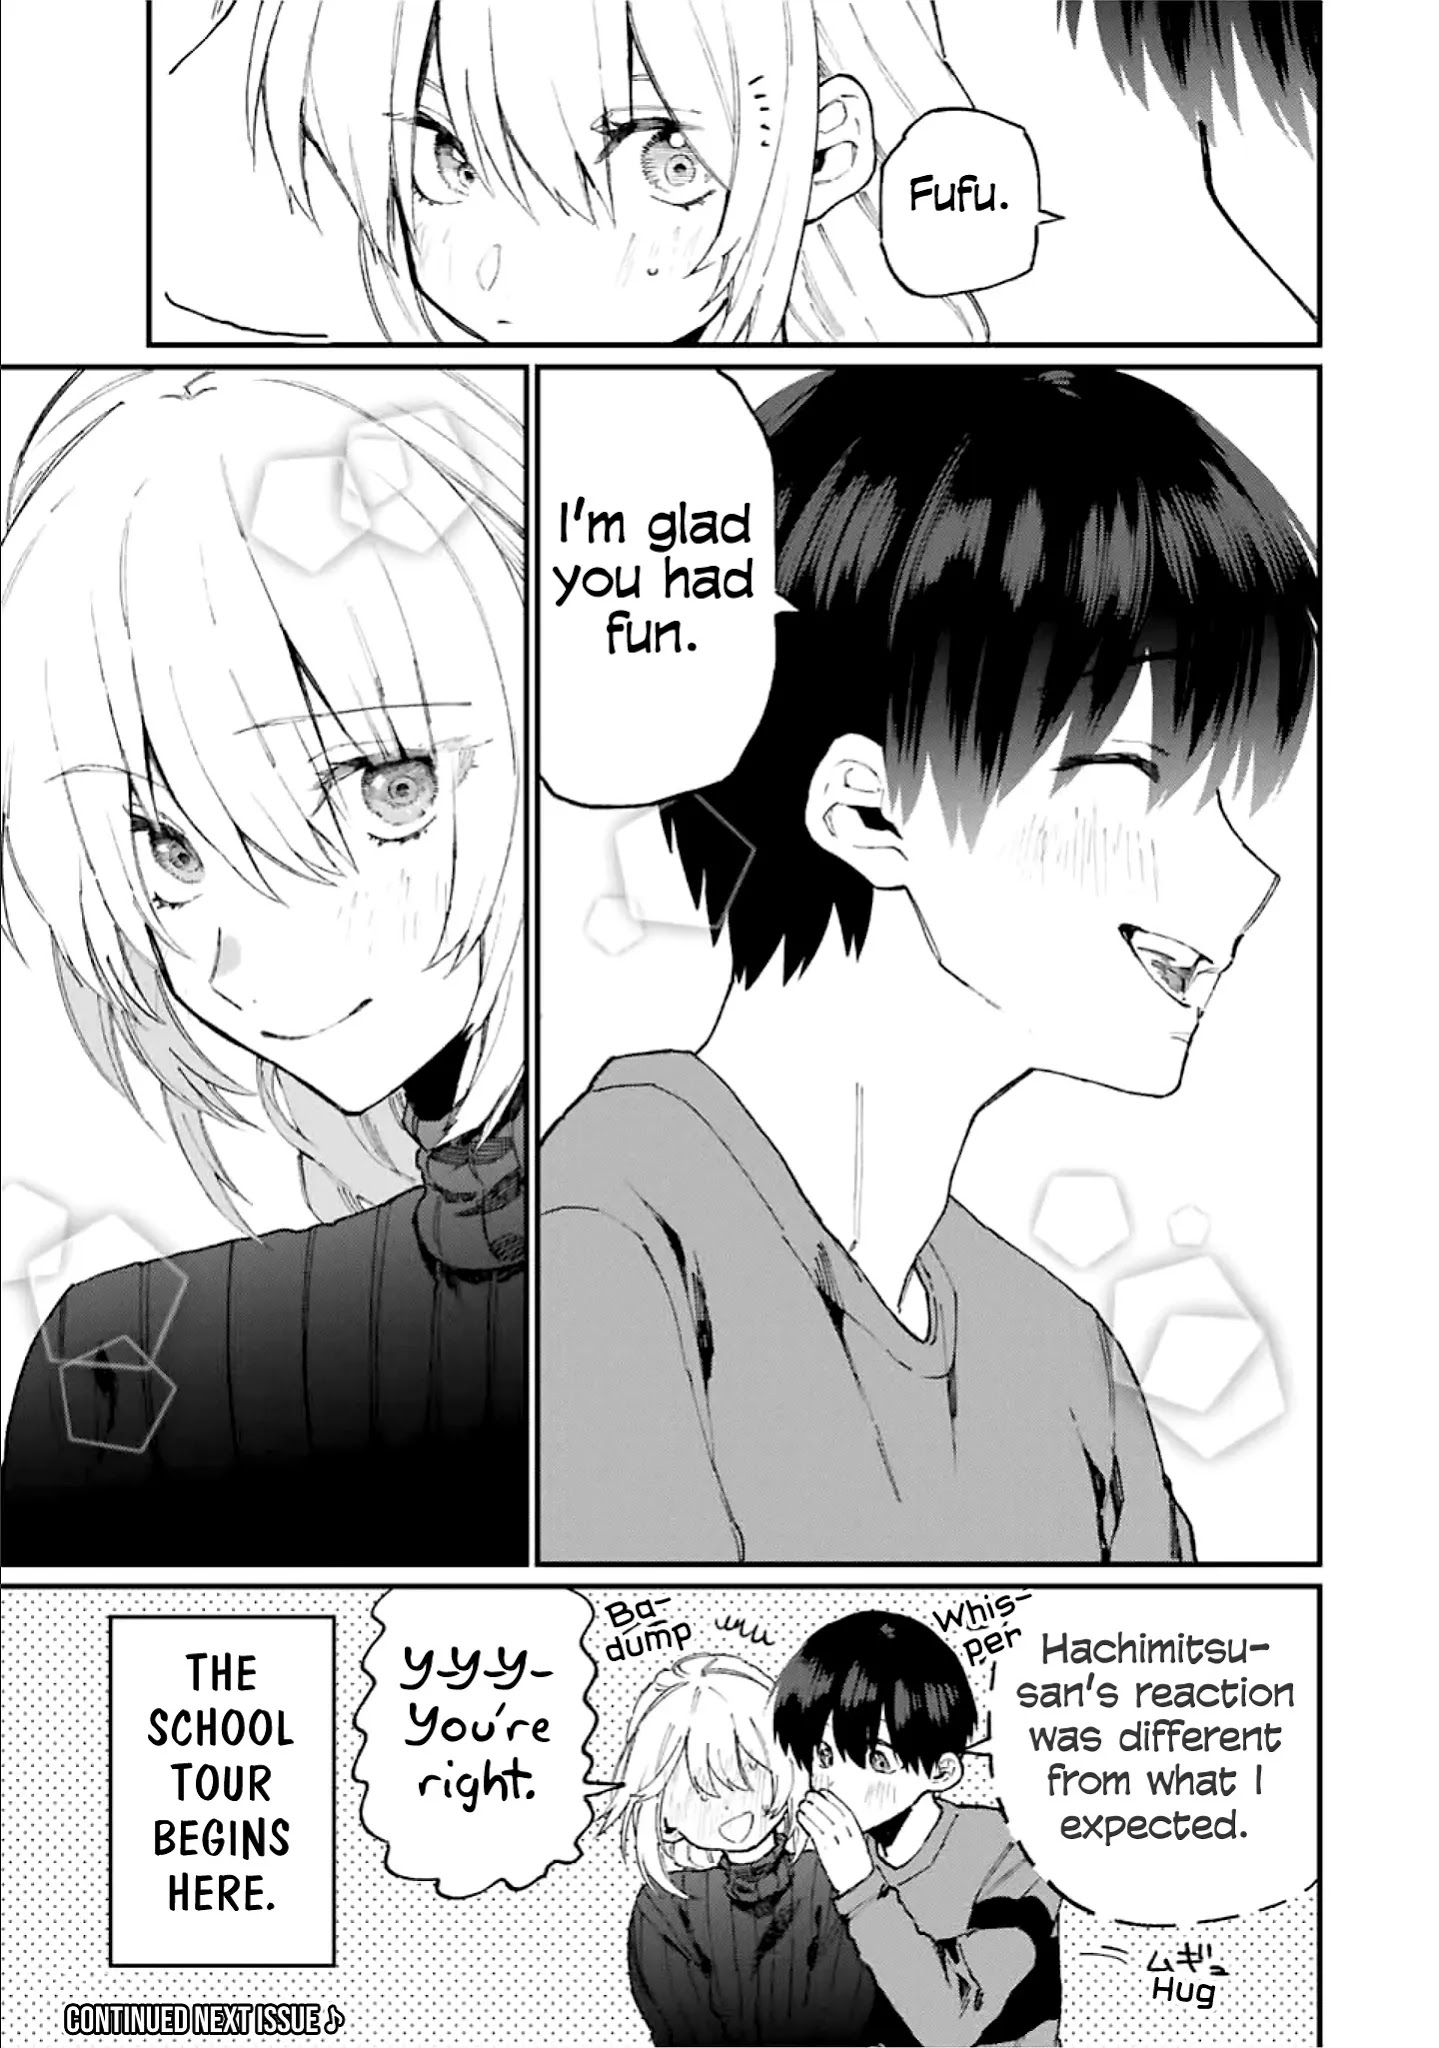 Fufu.
I'm glad
you had
fun.
Hachimitsu-
san's reaction
was different
from what I
expected.
Whis-
per
Ba-
dump
y-y-y-
You're
right.
ムギュ
Hug
THE
SCHOOL
TOUR
BEGINS
HERE.
CONTINUED NEXT ISSUE ♪